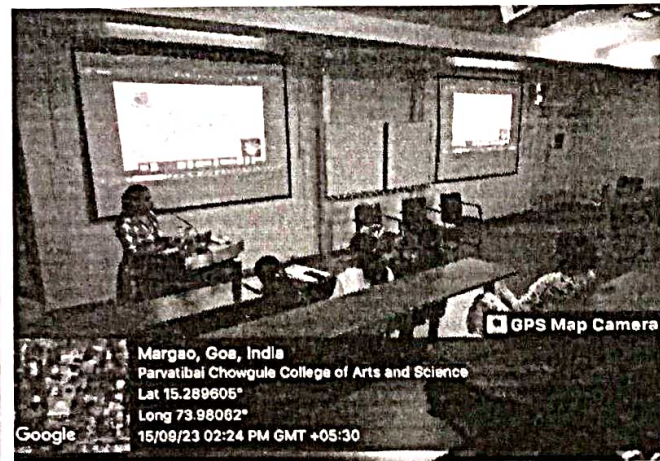 GPS Map Camera
Margao, Goa, India
Parvatibai Chowgule College of Arts and Science
Lat 15.289605°
Long 73.98062°
15/09/23 02:24 PM GMT +05:30
Google